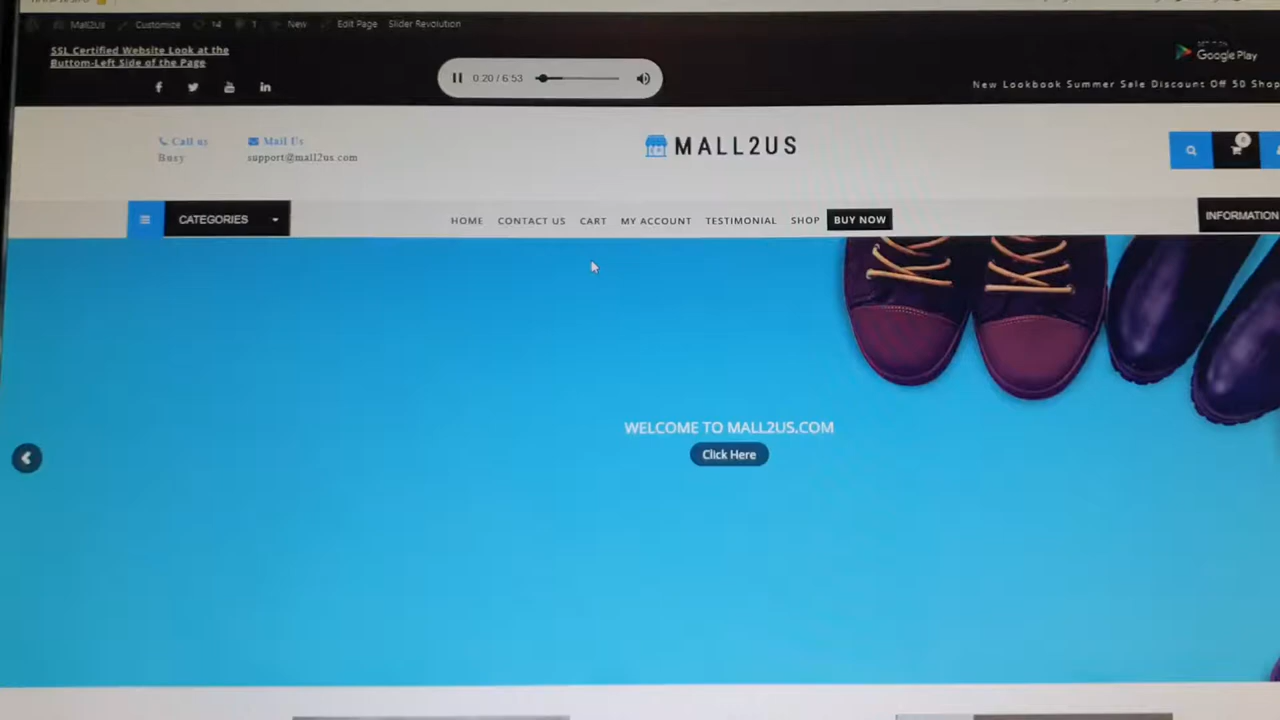 Mall2us Customize 14 1 New Edit Page Slider Revolution
SSL Certified Website Look at the
Buttom-Left Side of the Page
0:20 / 6:53
Google Play
New Lookbook Summer Sale Discount Off 50 Shop
Call us
Busy
Mail Us
support@mall2us.com
MALL2US
0
CATEGORIES
HOME CONTACT US CART MY ACCOUNT TESTIMONIAL SHOP BUY NOW
INFORMATION
WELCOME TO MALL2US.COM
Click Here